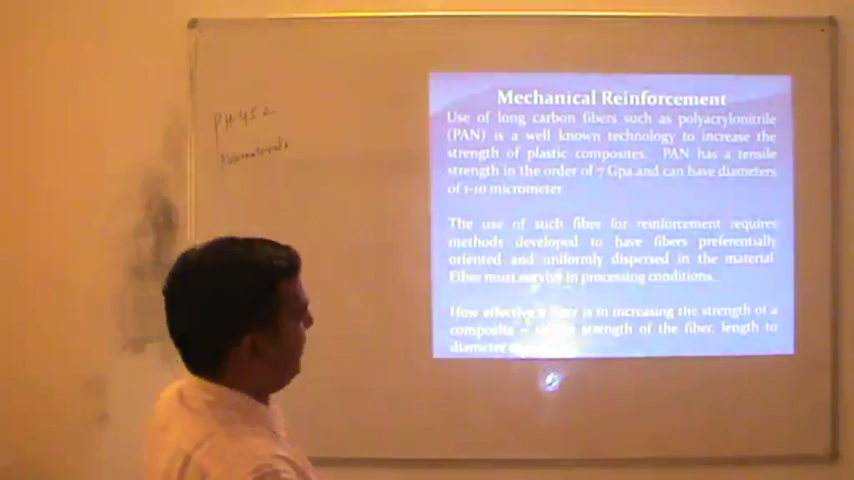 PH 452
Nanomaterials
Mechanical Reinforcement
Use of long carbon fibers such as polyacrylonitrile
(PAN) is a well known technology to increase the
strength of plastic composites. PAN has a tensile
strength in the order of 7 Gpa and can have diameters
of 1-10 micrometer.
The use of such fiber for reinforcement requires
methods developed to have fibers preferentially
oriented and uniformly dispersed in the material.
Fiber must survive in processing conditions.
How effective a fiber is in increasing the strength of a
composite – strength of the fiber, length to
diameter